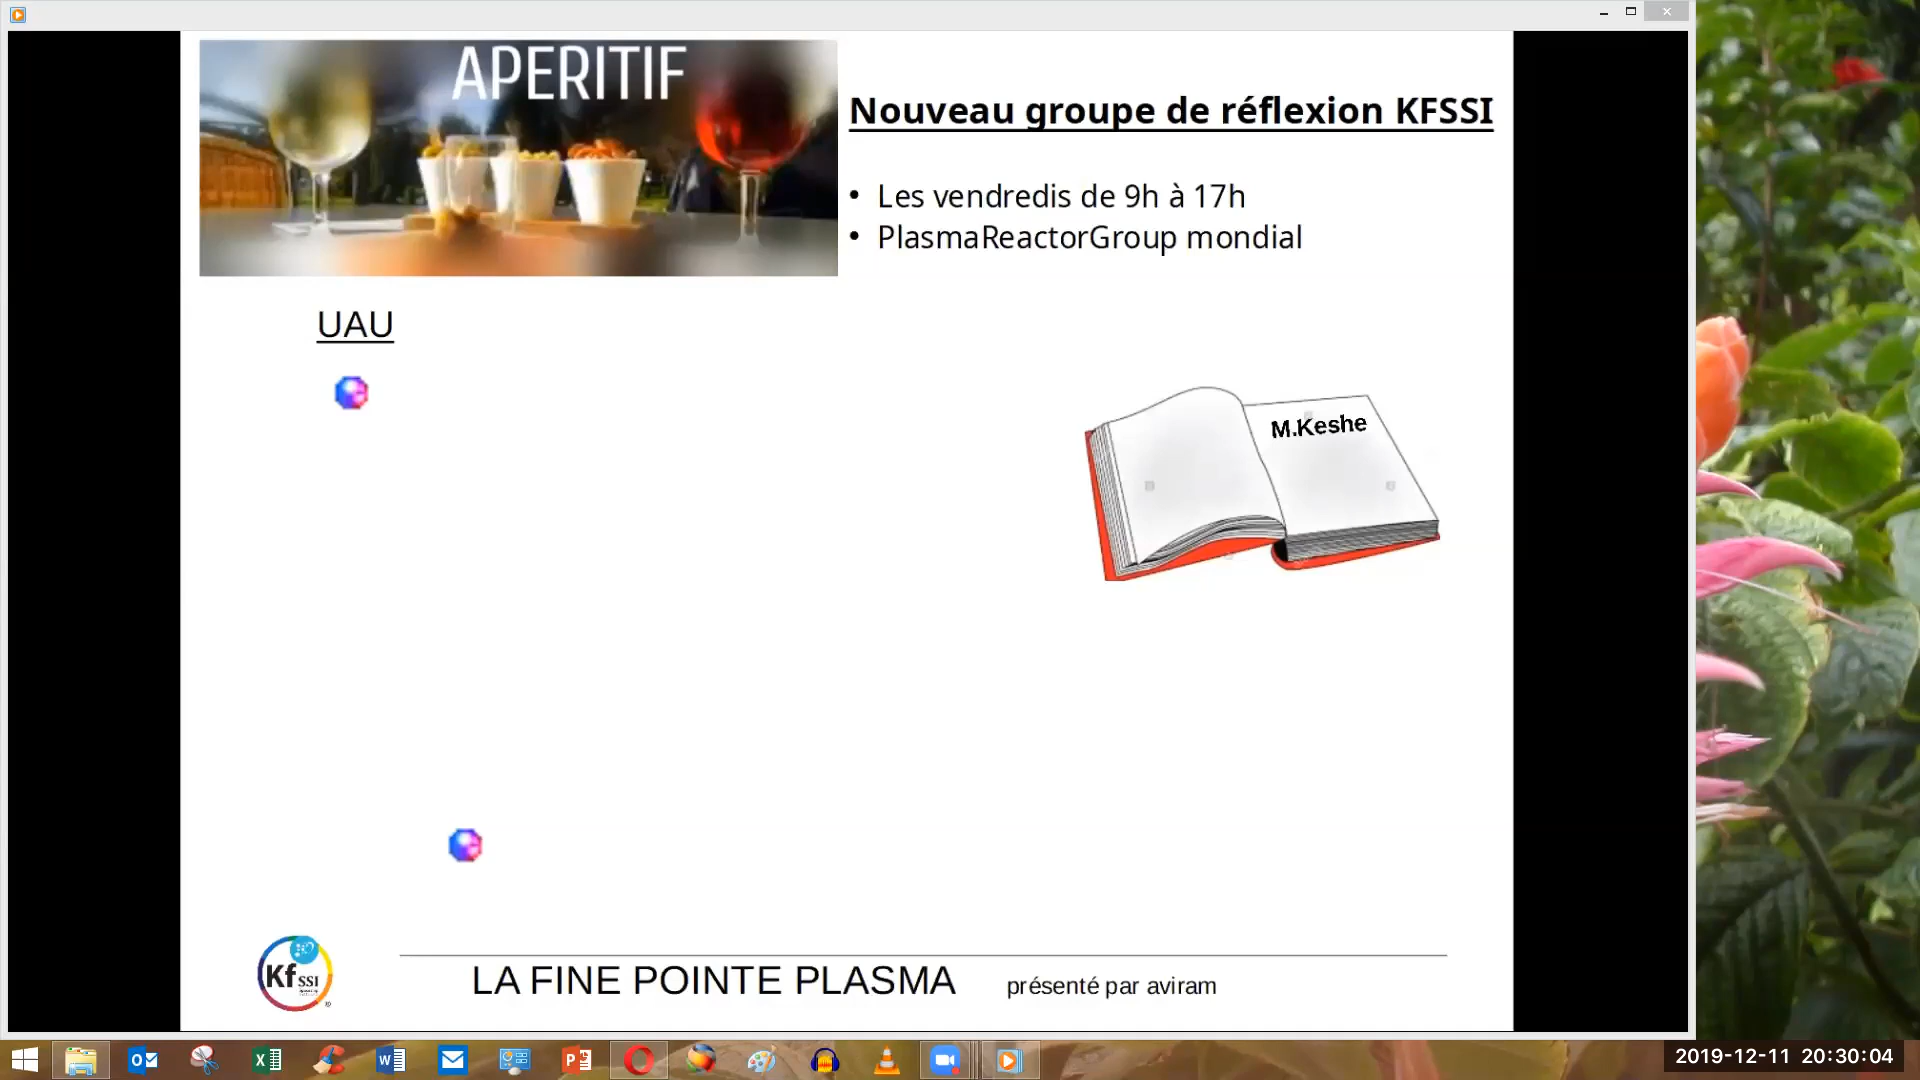 APERITIF
Nouveau groupe de réflexion KFSSI
• Les vendredis de 9h à 17h
• PlasmaReactorGroup mondial
UAU
M.Keshe
Kf SSI
LA FINE POINTE PLASMA
présenté par aviram
2019-12-11 20:30:04